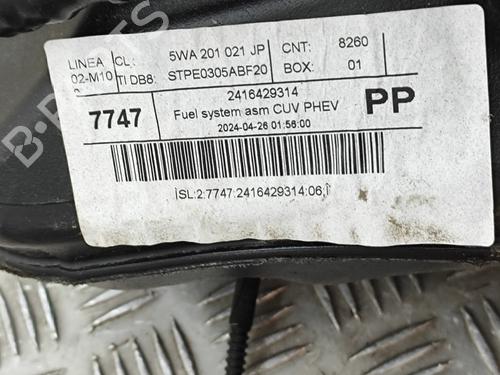 LINEA CL: 5WA 201 021 JP CNT: 8260
02-M10 TI DB8: STPE0305ABF20 BOX: 01
2416429314
7747 Fuel system asm CUV PHEV PP
2024-04-26 01:56:00
ISL:2:7747:2416429314:06: